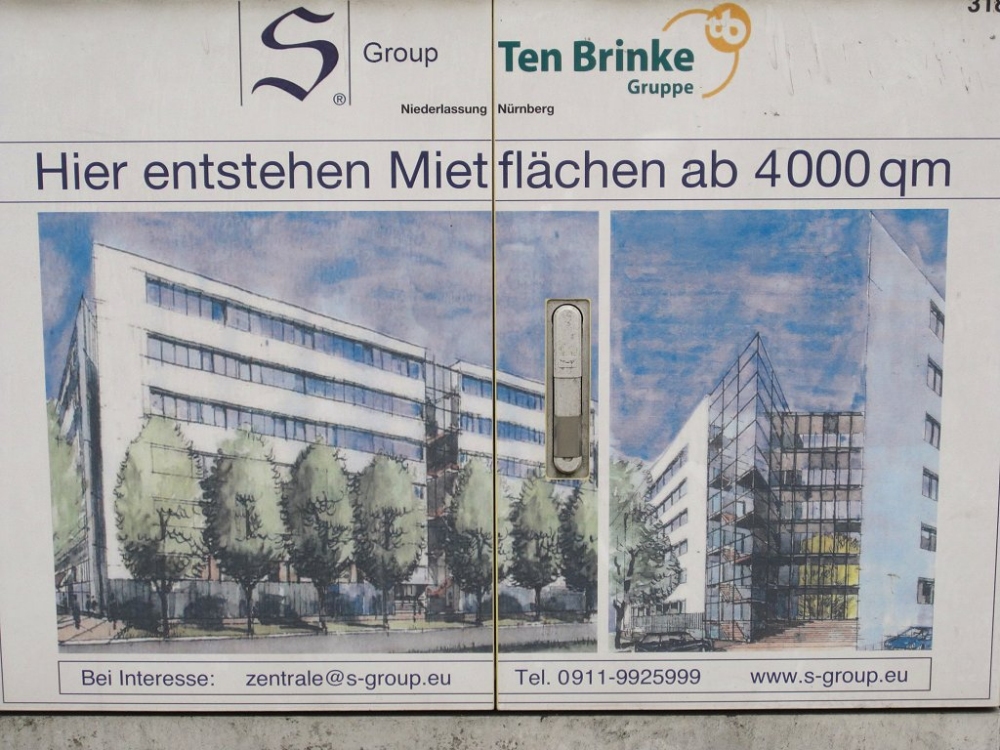 318
S Group
®
Ten Brinke
Gruppe
tb
Niederlassung Nürnberg
Hier entstehen Mietflächen ab 4000 qm
Bei Interesse: zentrale@s-group.eu Tel. 0911-9925999 www.s-group.eu